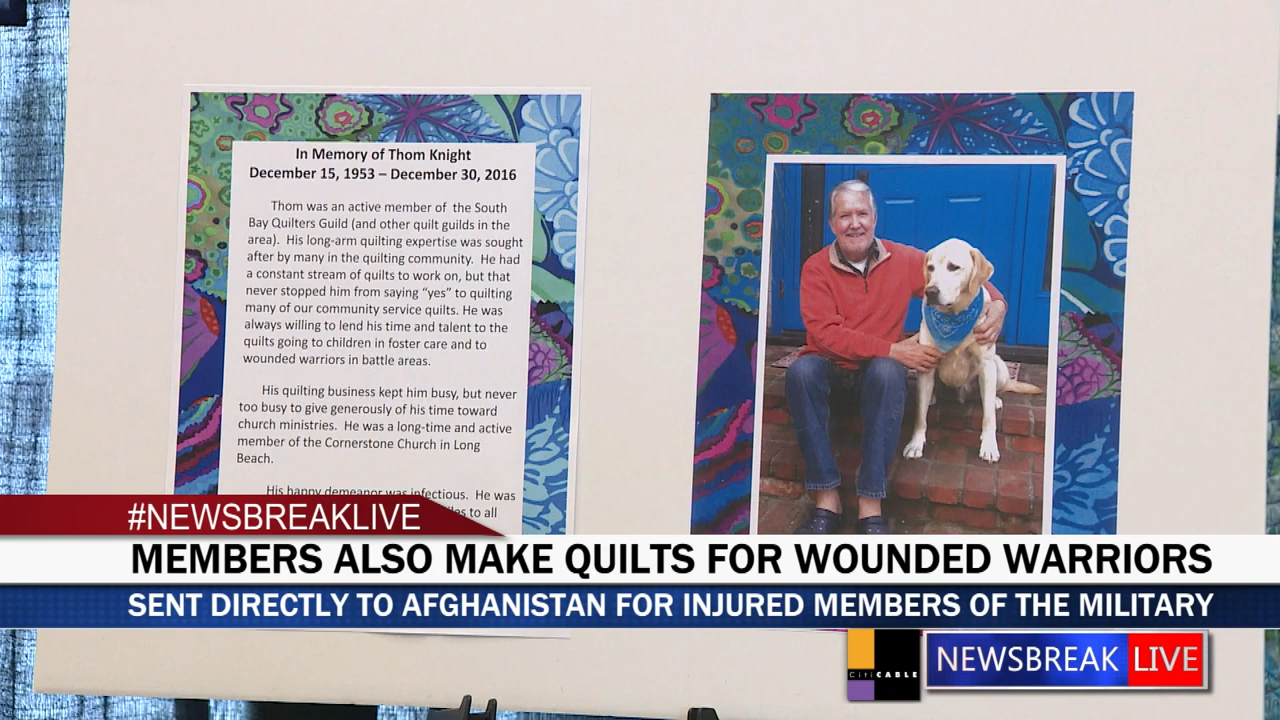 In Memory of Thom Knight
December 15, 1953 – December 30, 2016
Thom was an active member of the South
Bay Quilters Guild (and other quilt guilds in the
area). His long-arm quilting expertise was sought
after by many in the quilting community. He had
a constant stream of quilts to work on, but that
never stopped him from saying “yes” to quilting
many of our community service quilts. He was
always willing to lend his time and talent to the
quilts going to children in foster care and to
wounded warriors in battle areas.
His quilting business kept him busy, but never
too busy to give generously of his time toward
church ministries. He was a long-time and active
member of the Cornerstone Church in Long
Beach.
His happy demeanor was infectious. He was
to all
#NEWSBREAKLIVE
MEMBERS ALSO MAKE QUILTS FOR WOUNDED WARRIORS
SENT DIRECTLY TO AFGHANISTAN FOR INJURED MEMBERS OF THE MILITARY
CitiCABLE
NEWSBREAK LIVE